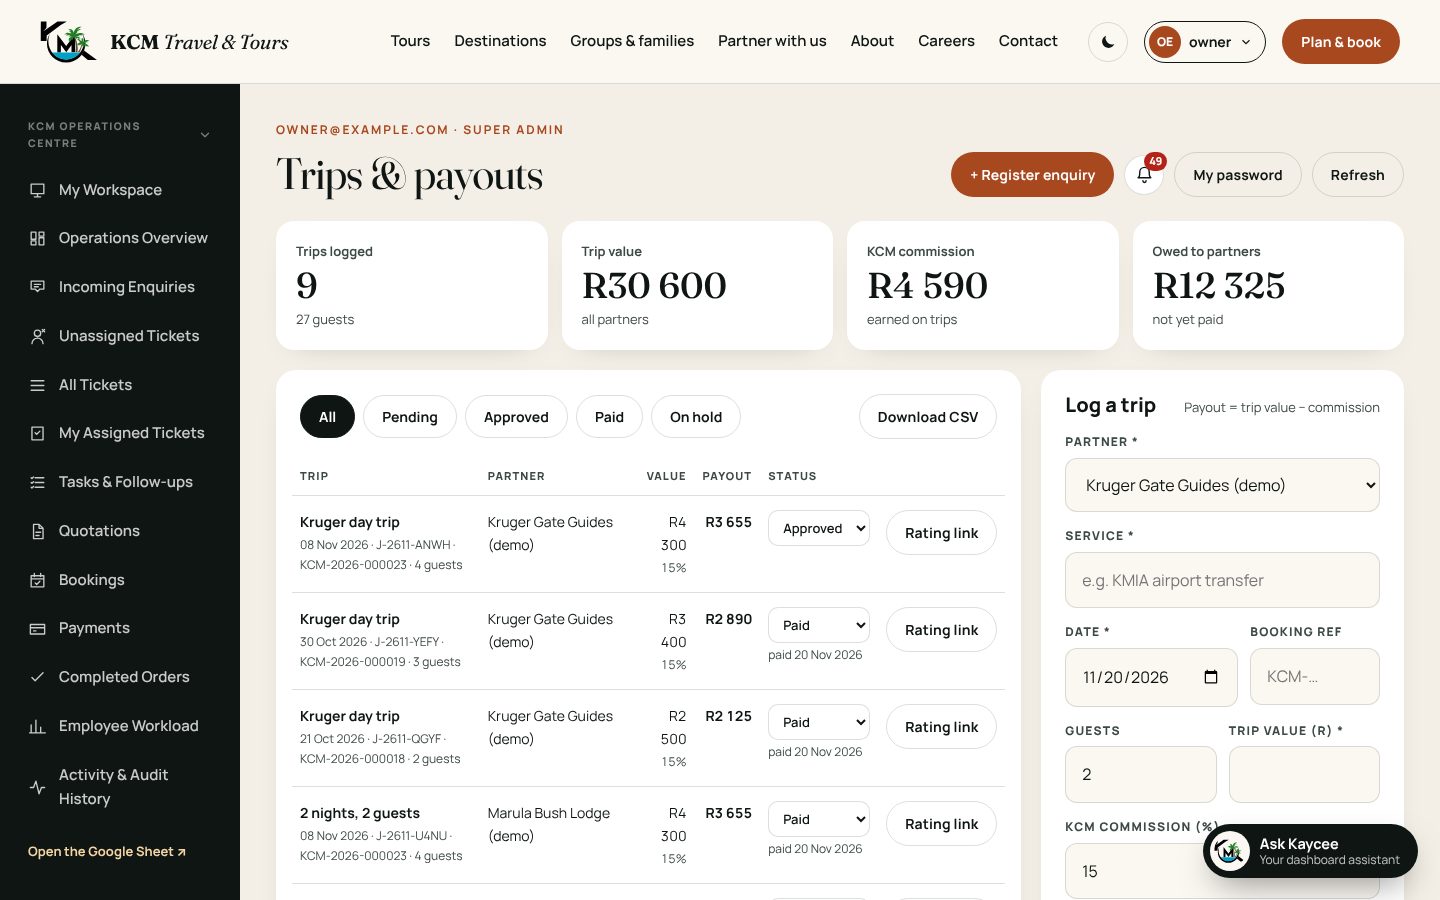 KCM Travel & Tours
Tours
Destinations
Groups & families
Partner with us
About
Careers
Contact
OE
owner
Plan & book
KCM OPERATIONS
CENTRE
My Workspace
Operations Overview
Incoming Enquiries
Unassigned Tickets
All Tickets
My Assigned Tickets
Tasks & Follow-ups
Quotations
Bookings
Payments
Completed Orders
Employee Workload
Activity & Audit
History
Open the Google Sheet ↗
OWNER@EXAMPLE.COM · SUPER ADMIN
Trips & payouts
+ Register enquiry
49
My password
Refresh
Trips logged
9
27 guests
Trip value
R30 600
all partners
KCM commission
R4 590
earned on trips
Owed to partners
R12 325
not yet paid
All
Pending
Approved
Paid
On hold
Download CSV
TRIP
PARTNER
VALUE
PAYOUT
STATUS
Kruger day trip
08 Nov 2026 · J-2611-ANWH ·
KCM-2026-000023 · 4 guests
Kruger Gate Guides
(demo)
R4
300
15%
R3 655
Approved
Rating link
Kruger day trip
30 Oct 2026 · J-2611-YEFY ·
KCM-2026-000019 · 3 guests
Kruger Gate Guides
(demo)
R3
400
15%
R2 890
Paid
paid 20 Nov 2026
Rating link
Kruger day trip
21 Oct 2026 · J-2611-QGYF ·
KCM-2026-000018 · 2 guests
Kruger Gate Guides
(demo)
R2
500
15%
R2 125
Paid
paid 20 Nov 2026
Rating link
2 nights, 2 guests
08 Nov 2026 · J-2611-U4NU ·
KCM-2026-000023 · 4 guests
Marula Bush Lodge
(demo)
R4
300
15%
R3 655
Paid
paid 20 Nov 2026
Rating link
Log a trip
Payout = trip value − commission
PARTNER *
Kruger Gate Guides (demo)
SERVICE *
e.g. KMIA airport transfer
DATE *
11/20/2026
BOOKING REF
KCM-…
GUESTS
2
TRIP VALUE (R) *
KCM COMMISSION (%)
15
Ask Kaycee
Your dashboard assistant